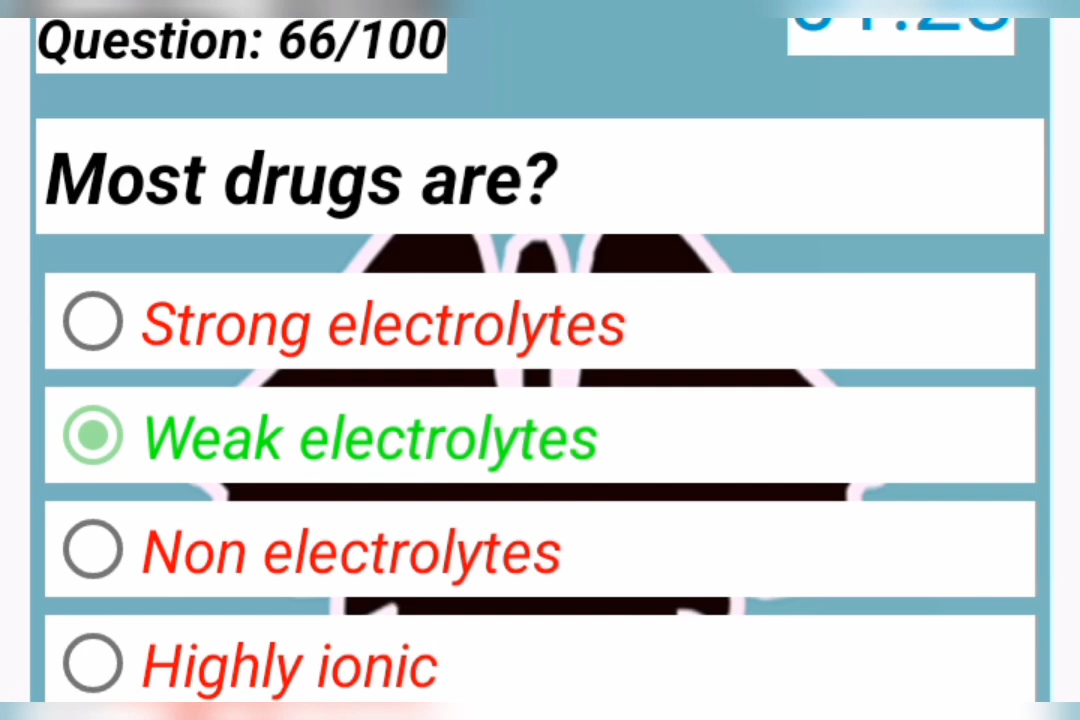 Question: 66/100
Most drugs are?
Strong electrolytes
Weak electrolytes
Non electrolytes
Highly ionic